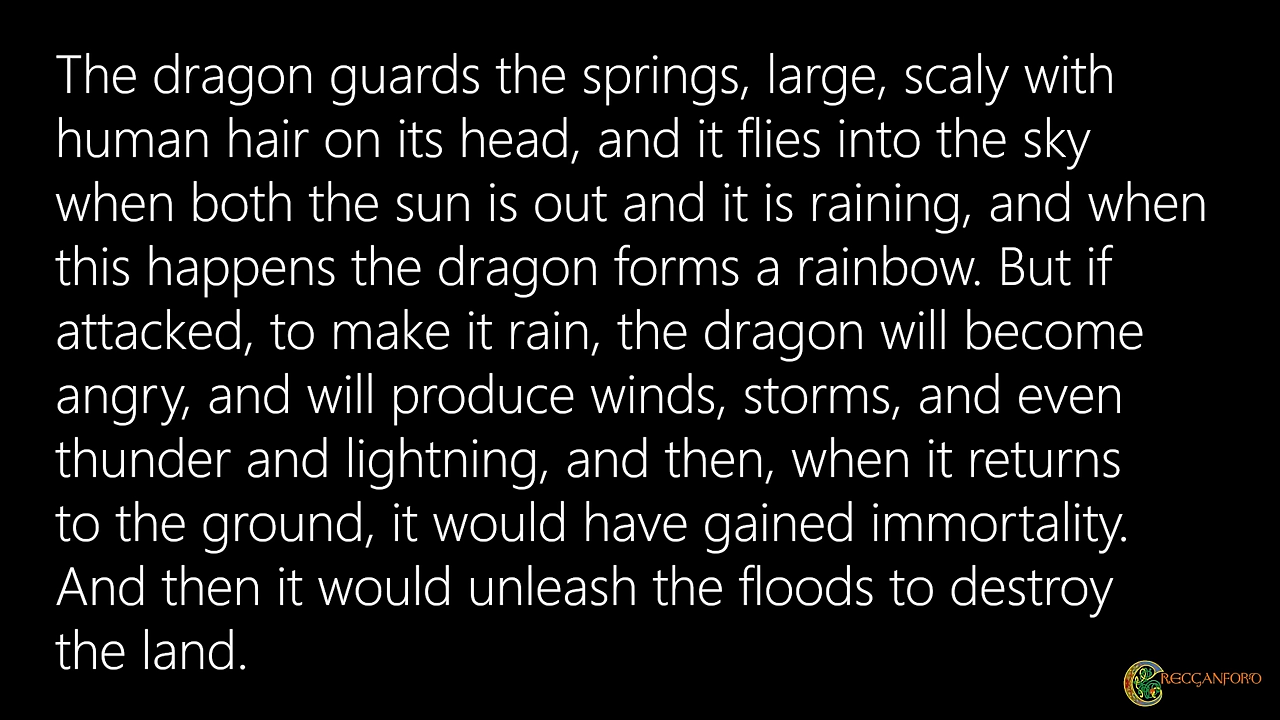 The dragon guards the springs, large, scaly with
human hair on its head, and it flies into the sky
when both the sun is out and it is raining, and when
this happens the dragon forms a rainbow. But if
attacked, to make it rain, the dragon will become
angry, and will produce winds, storms, and even
thunder and lightning, and then, when it returns
to the ground, it would have gained immortality.
And then it would unleash the floods to destroy
the land.
CRECGANFORD